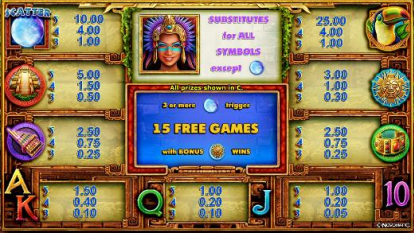 SCATTER
5 10.00
4 4.00
3 1.00
SUBSTITUTES
for ALL
SYMBOLS
except
5 25.00
4 4.00
3 1.00
All prizes shown in £.
5 5.00
4 1.50
3 0.50
3 or more trigger
15 FREE GAMES
with BONUS WINS
5 3.00
4 1.00
3 0.30
5 2.50
4 0.75
3 0.25
5 2.50
4 0.75
3 0.25
A
K
5 1.50
4 0.40
3 0.10
Q
5 1.00
4 0.20
3 0.10
J
5 1.00
4 0.20
3 0.05
10